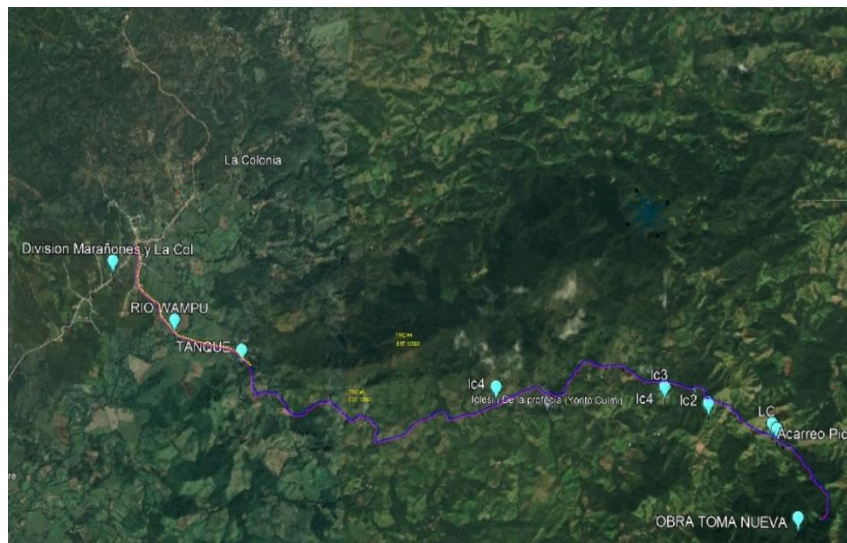 La Colonia
Division Marañones y La Col
RIO WAMPU
TANQUE
Ic4
Iglesia De la profecia (Yorito Culmi)
Ic3
Ic4
Ic2
LC
Acarreo Pie
OBRA TOMA NUEVA